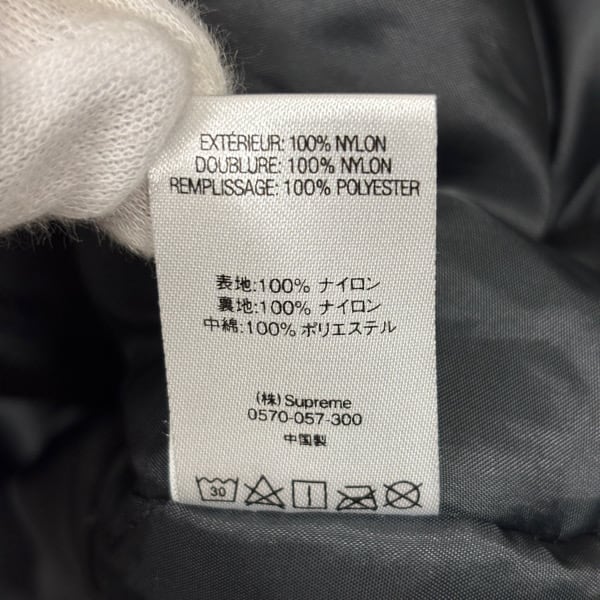 EXTÉRIEUR: 100% NYLON
DOUBLURE: 100% NYLON
REMPLISSAGE: 100% POLYESTER
表地:100% ナイロン
裏地:100% ナイロン
中綿:100% ポリエステル
(株) Supreme
0570-057-300
中国製
30